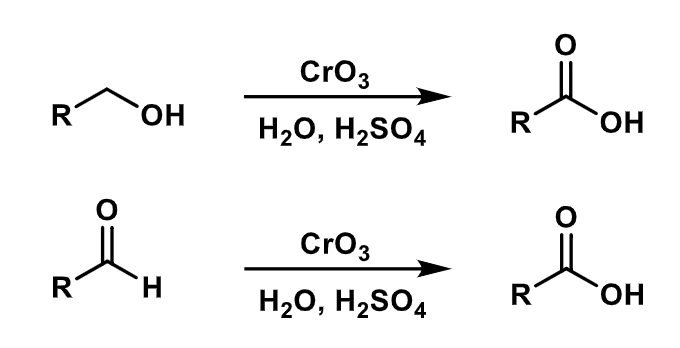 O
CrO₃
R OH R OH
H₂O, H₂SO₄
O O
CrO₃
R H R OH
H₂O, H₂SO₄